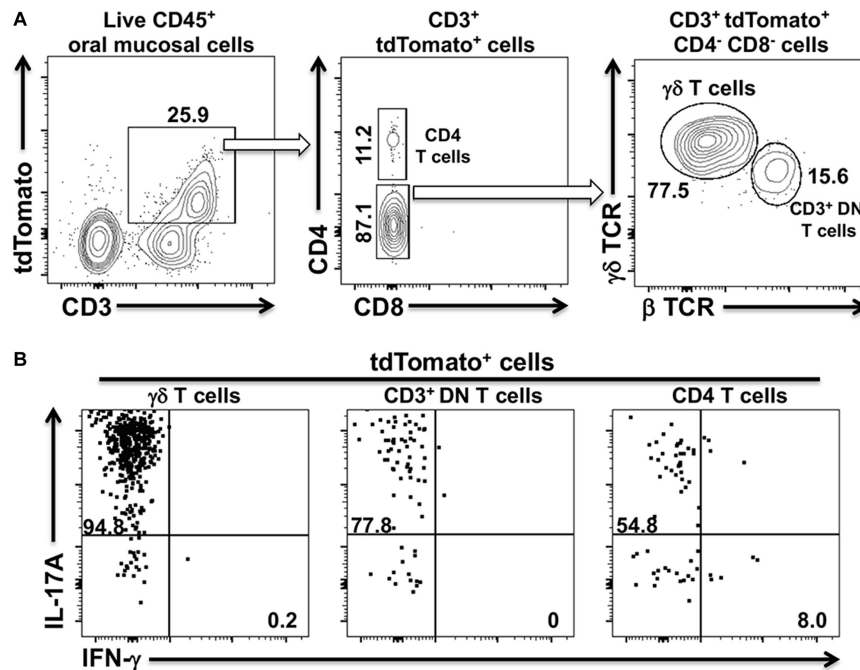 A
Live CD45⁺
oral mucosal cells
CD3⁺
tdTomato⁺ cells
CD3⁺ tdTomato⁺
CD4⁻ CD8⁻ cells
tdTomato
25.9
CD3
CD4
11.2
87.1
CD4
T cells
CD8
γδ TCR
γδ T cells
77.5
15.6
CD3⁺ DN
T cells
β TCR
B
tdTomato⁺ cells
γδ T cells
CD3⁺ DN T cells
CD4 T cells
IL-17A
94.8
0.2
77.8
0
54.8
8.0
IFN-γ